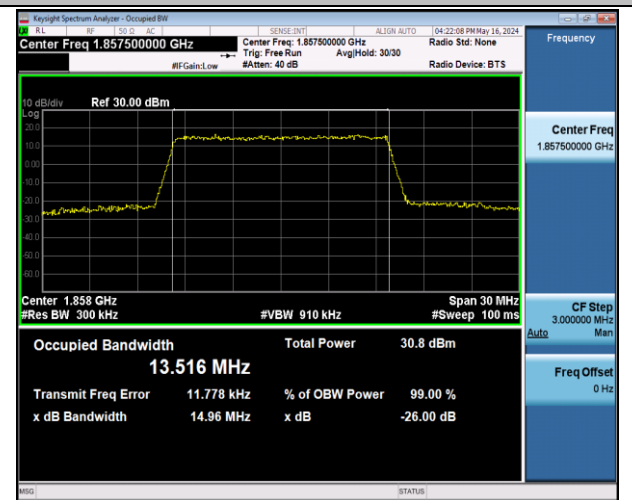 Keysight Spectrum Analyzer - Occupied BW
RL RF 50 Ω AC SENSE:INT ALIGN AUTO 04:22:08 PM May 16, 2024
Center Freq 1.857500000 GHz Center Freq: 1.857500000 GHz Radio Std: None Frequency
Trig: Free Run Avg|Hold: 30/30
#IFGain:Low #Atten: 40 dB Radio Device: BTS
10 dB/div Ref 30.00 dBm
Log
20.0
10.0
0.00
-10.0
-20.0
-30.0
-40.0
-50.0
-60.0
Center Freq
1.857500000 GHz
Center 1.858 GHz Span 30 MHz
#Res BW 300 kHz #VBW 910 kHz #Sweep 100 ms
CF Step
3.000000 MHz
Auto Man
Occupied Bandwidth Total Power 30.8 dBm
13.516 MHz
Freq Offset
0 Hz
Transmit Freq Error 11.778 kHz % of OBW Power 99.00 %
x dB Bandwidth 14.96 MHz x dB -26.00 dB
MSG STATUS